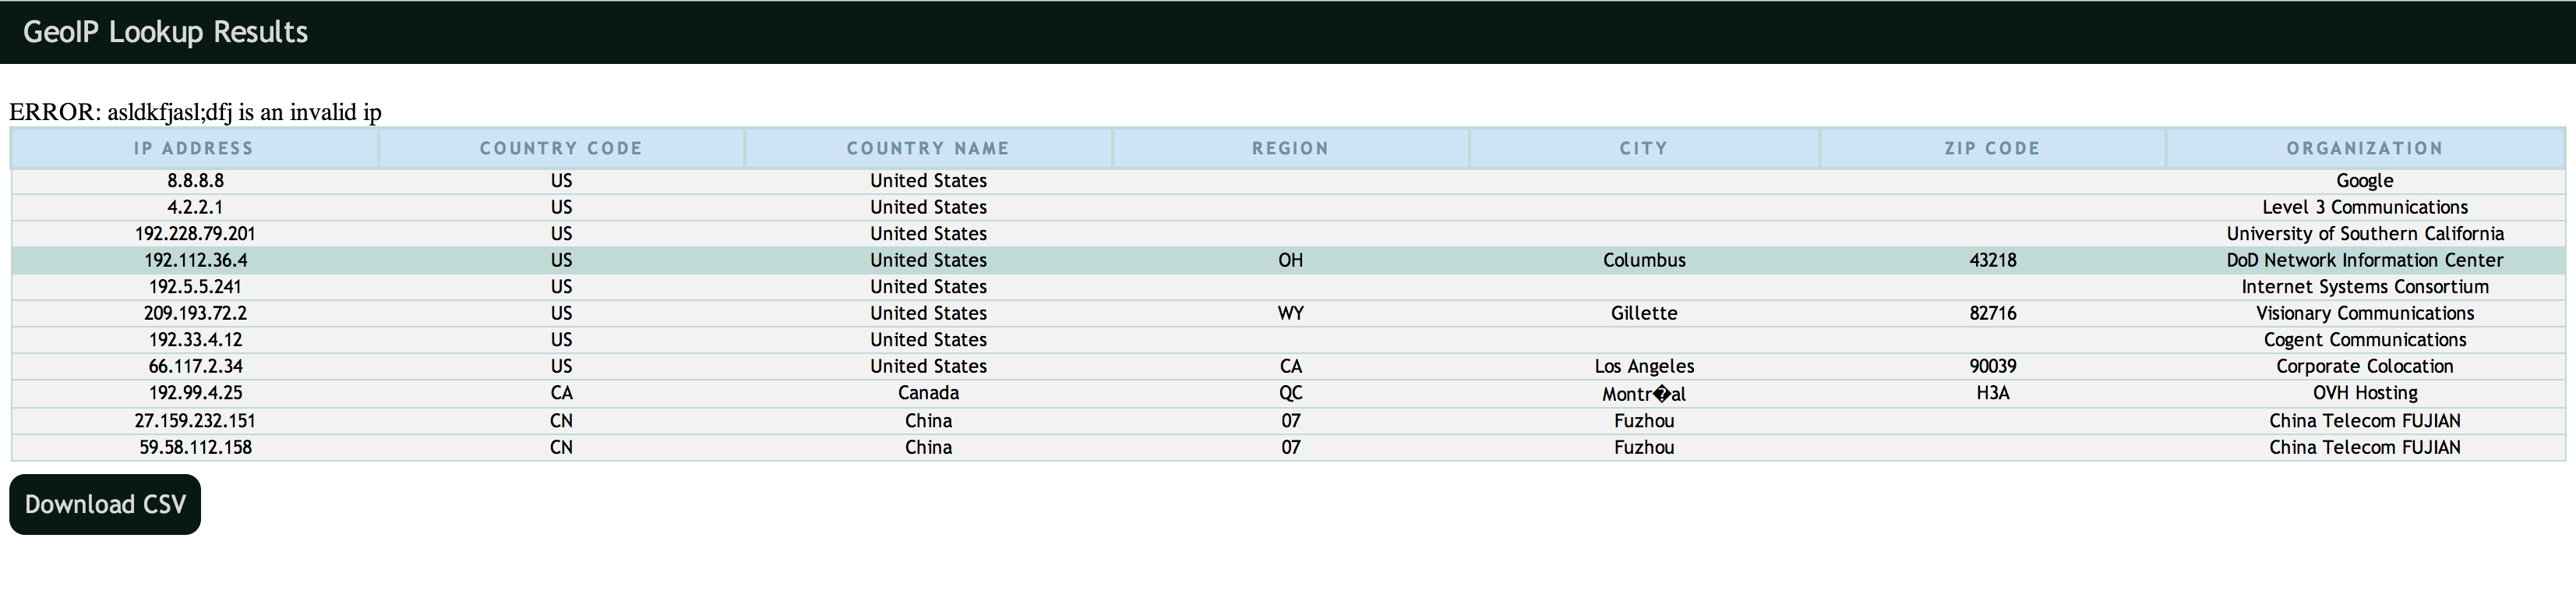 GeoIP Lookup Results
ERROR: asldkfjasl;dfj is an invalid ip
IP ADDRESS COUNTRY CODE COUNTRY NAME REGION CITY ZIP CODE ORGANIZATION
8.8.8.8 US United States Google
4.2.2.1 US United States Level 3 Communications
192.228.79.201 US United States University of Southern California
192.112.36.4 US United States OH Columbus 43218 DoD Network Information Center
192.5.5.241 US United States Internet Systems Consortium
209.193.72.2 US United States WY Gillette 82716 Visionary Communications
192.33.4.12 US United States Cogent Communications
66.117.2.34 US United States CA Los Angeles 90039 Corporate Colocation
192.99.4.25 CA Canada QC Montr�al H3A OVH Hosting
27.159.232.151 CN China 07 Fuzhou China Telecom FUJIAN
59.58.112.158 CN China 07 Fuzhou China Telecom FUJIAN
Download CSV